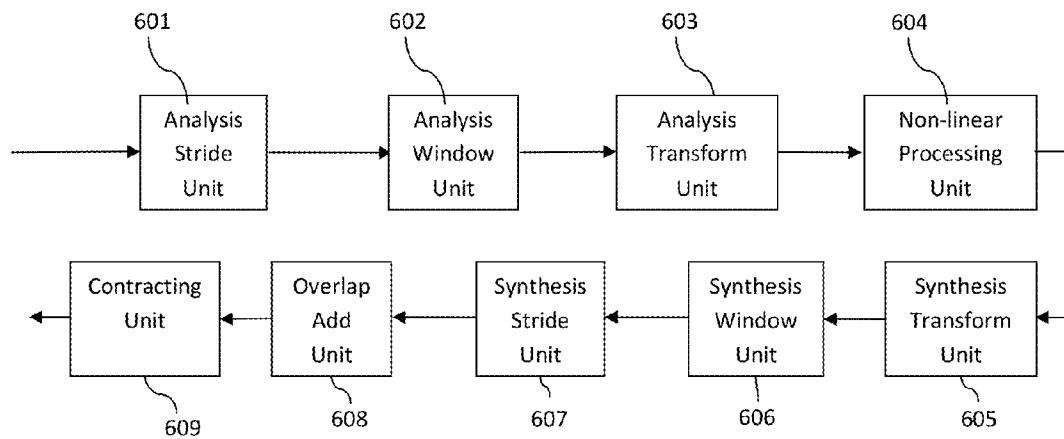 601
602
603
604
Analysis
Stride
Unit
Analysis
Window
Unit
Analysis
Transform
Unit
Non-linear
Processing
Unit
Contracting
Unit
Overlap
Add
Unit
Synthesis
Stride
Unit
Synthesis
Window
Unit
Synthesis
Transform
Unit
609
608
607
606
605